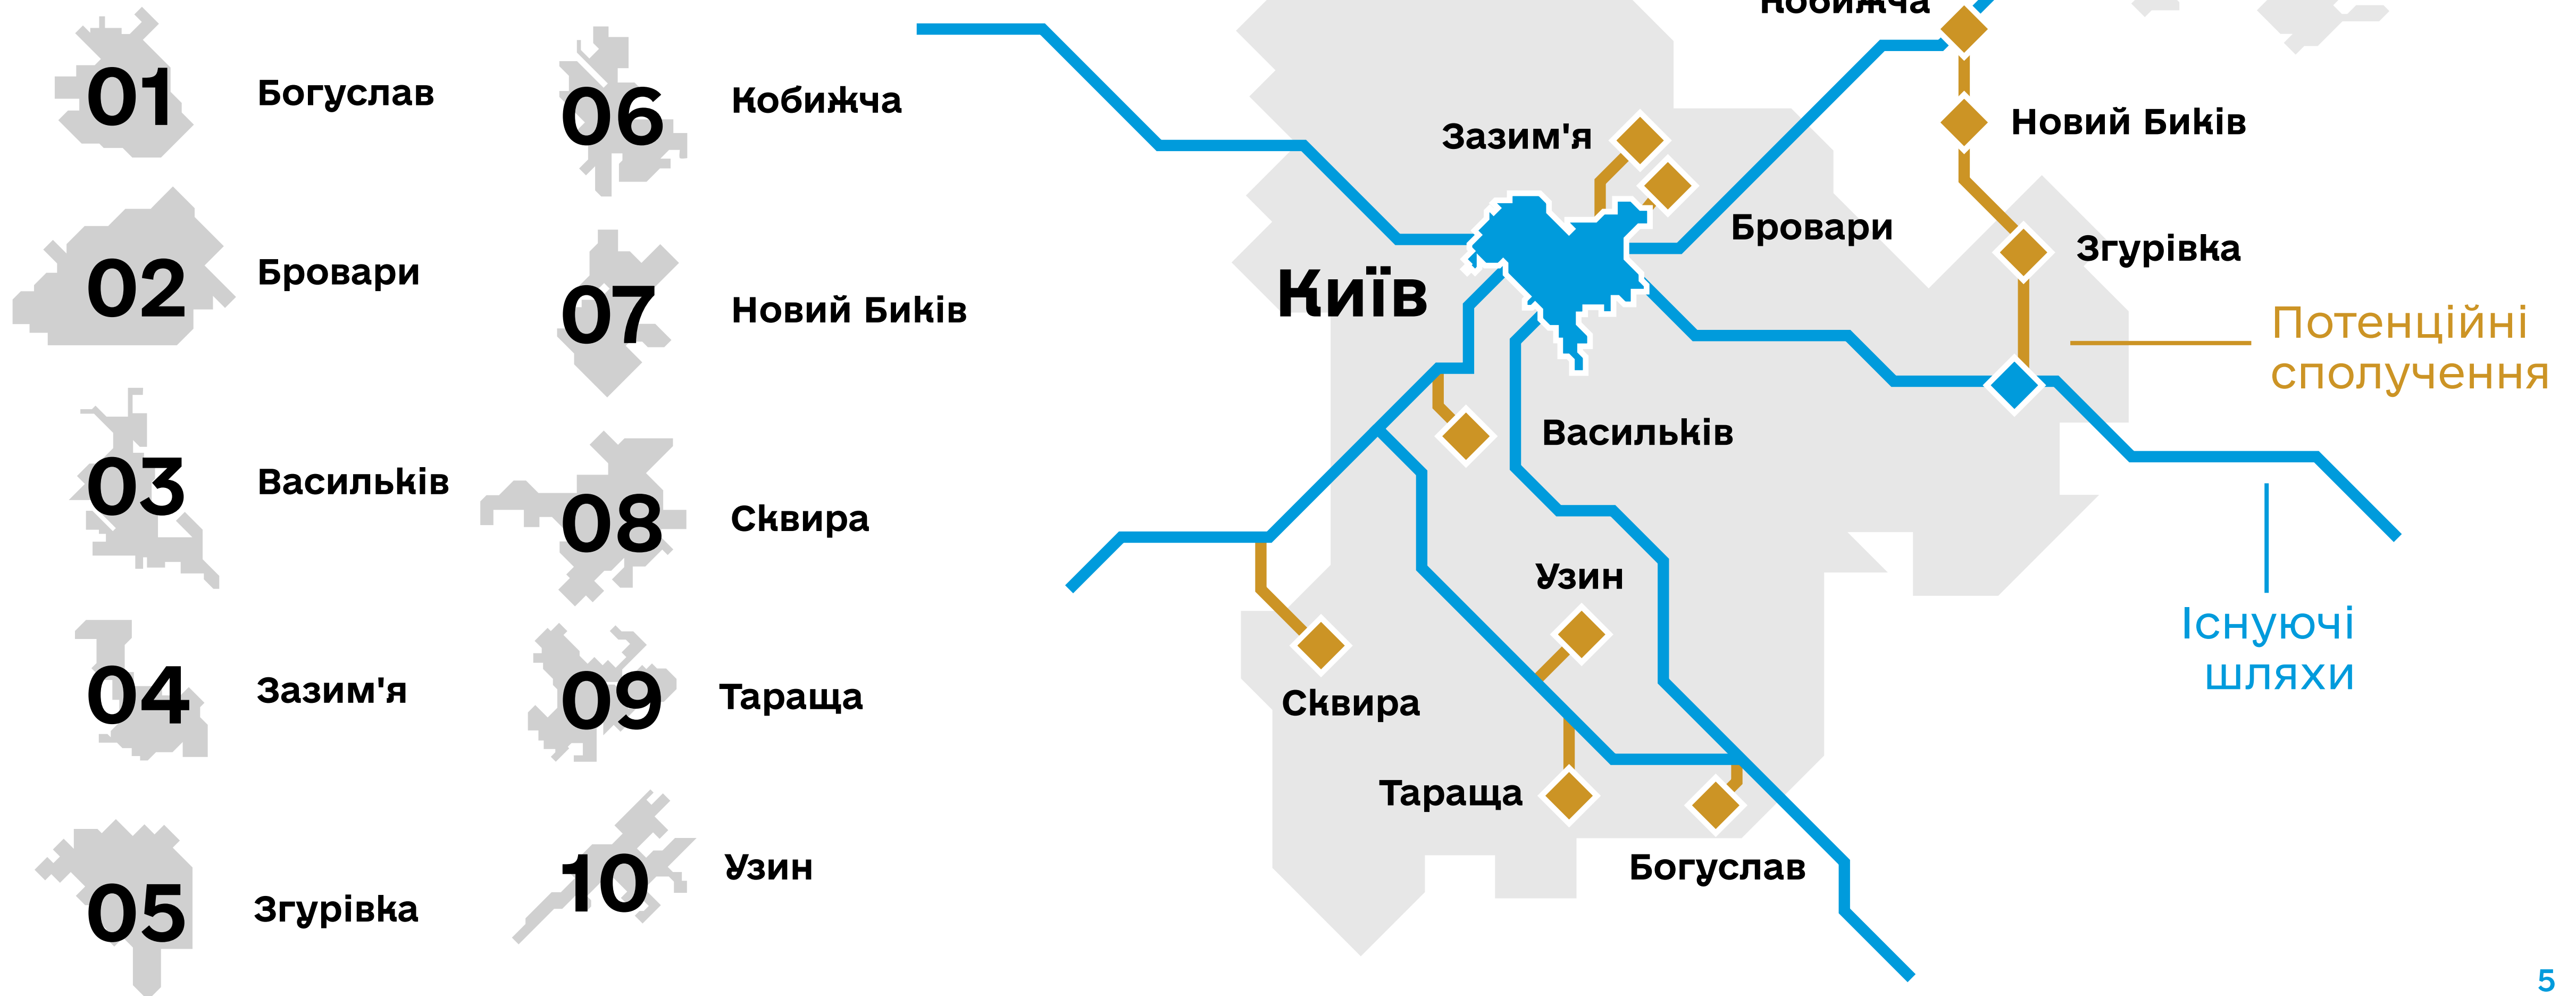 01
Богуслав
02
Бровари
03
Васильків
04
Зазим'я
05
Згурівка
06
Кобижча
07
Новий Биків
08
Сквира
09
Тараща
10
Узин
Кобижча
Новий Биків
Зазим'я
Бровари
Згурівка
Київ
Потенційні
сполучення
Васильків
Узин
Існуючі
шляхи
Сквира
Тараща
Богуслав
5